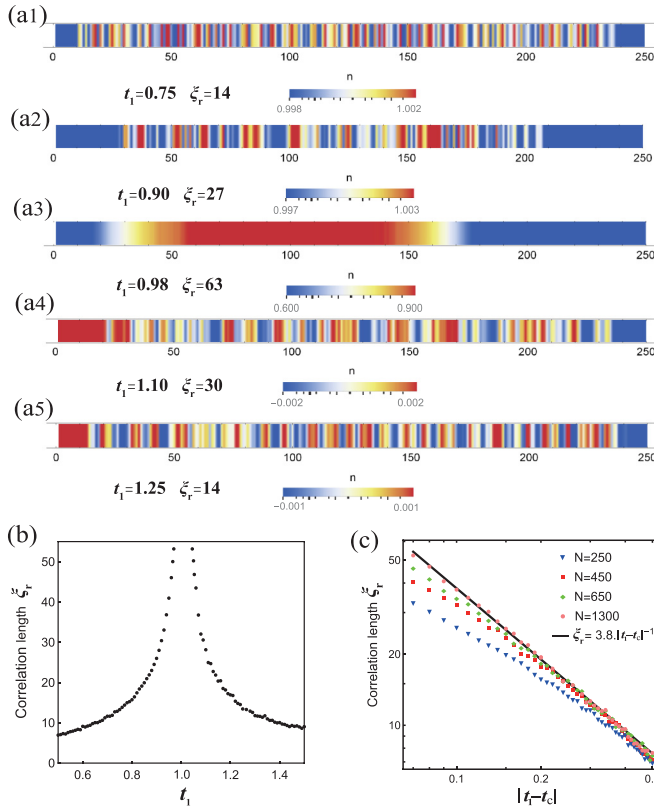 (a1)
0 50 100 150 200 250
n
t₁=0.75 ξᵣ=14
0.998 1.002
(a2)
0 50 100 150 200 250
n
t₁=0.90 ξᵣ=27
0.997 1.003
(a3)
0 50 100 150 200 250
n
t₁=0.98 ξᵣ=63
0.600 0.900
(a4)
0 50 100 150 200 250
n
t₁=1.10 ξᵣ=30
−0.002 0.002
(a5)
0 50 100 150 200 250
n
t₁=1.25 ξᵣ=14
−0.001 0.001
(b)
Correlation length ξᵣ
50
40
30
20
10
0
0.6 0.8 1.0 1.2 1.4
t₁
(c)
Correlation length ξᵣ
50
20
10
N=250
N=450
N=650
N=1300
ξᵣ= 3.8.|t₁−t꜀|⁻¹
0.1 0.2
|t₁−t꜀|